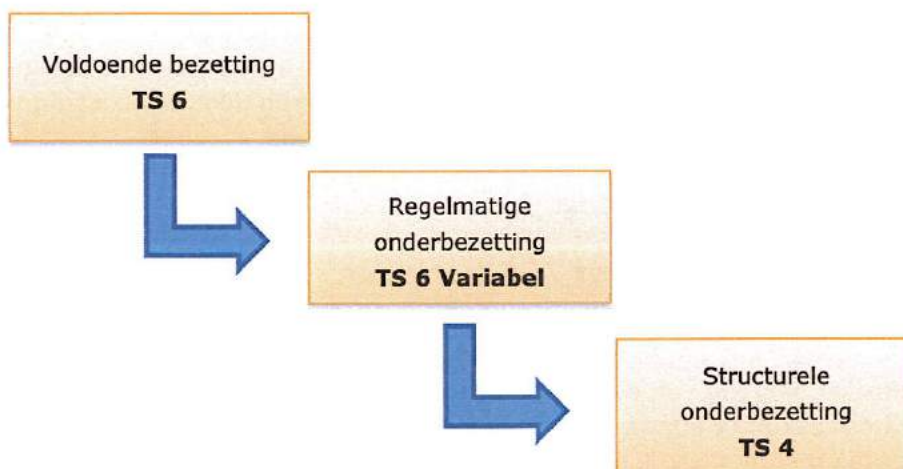 Voldoende bezetting
TS 6
Regelmatige
onderbezetting
TS 6 Variabel
Structurele
onderbezetting
TS 4